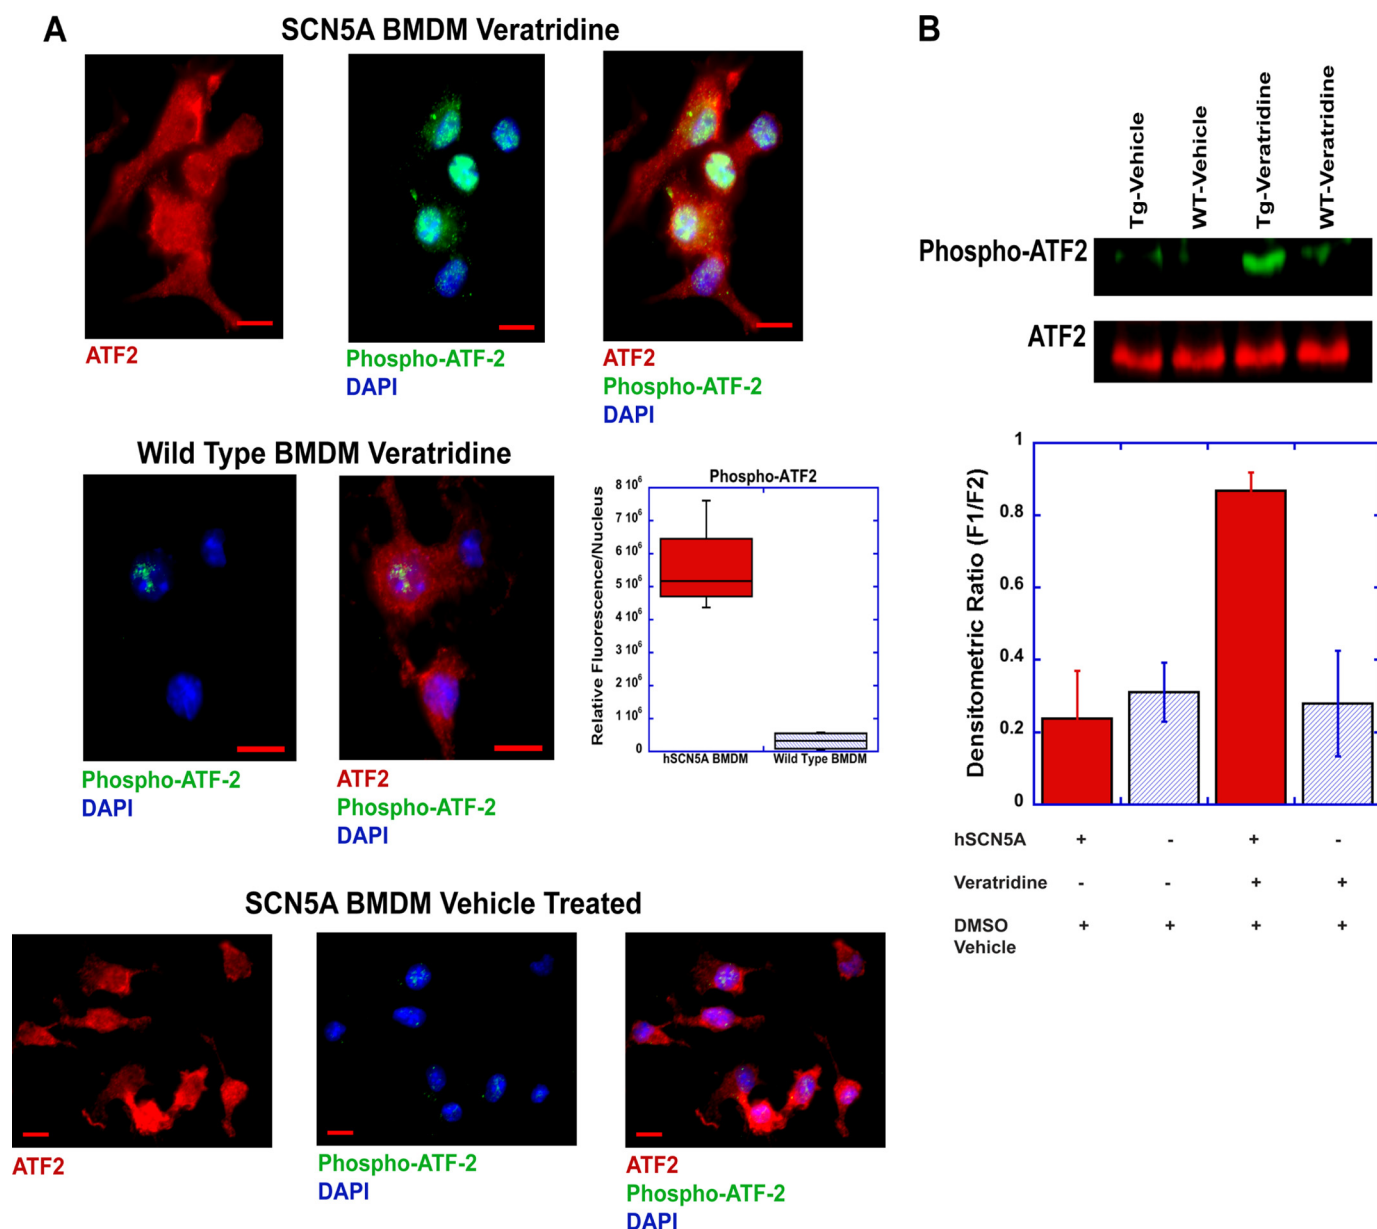 A
SCN5A BMDM Veratridine
ATF2
Phospho-ATF-2
DAPI
ATF2
Phospho-ATF-2
DAPI
Wild Type BMDM Veratridine
Phospho-ATF-2
DAPI
ATF2
Phospho-ATF-2
DAPI
Phospho-ATF2
Relative Fluorescence/Nucleus
8 10⁶
7 10⁶
6 10⁶
5 10⁶
4 10⁶
3 10⁶
2 10⁶
1 10⁶
0
hSCN5A BMDM Wild Type BMDM
SCN5A BMDM Vehicle Treated
ATF2
Phospho-ATF-2
DAPI
ATF2
Phospho-ATF-2
DAPI
B
Tg-Vehicle
WT-Vehicle
Tg-Veratridine
WT-Veratridine
Phospho-ATF2
ATF2
Densitometric Ratio (F1/F2)
1
0.8
0.6
0.4
0.2
0
hSCN5A + - + -
Veratridine - - + +
DMSO + + + +
Vehicle